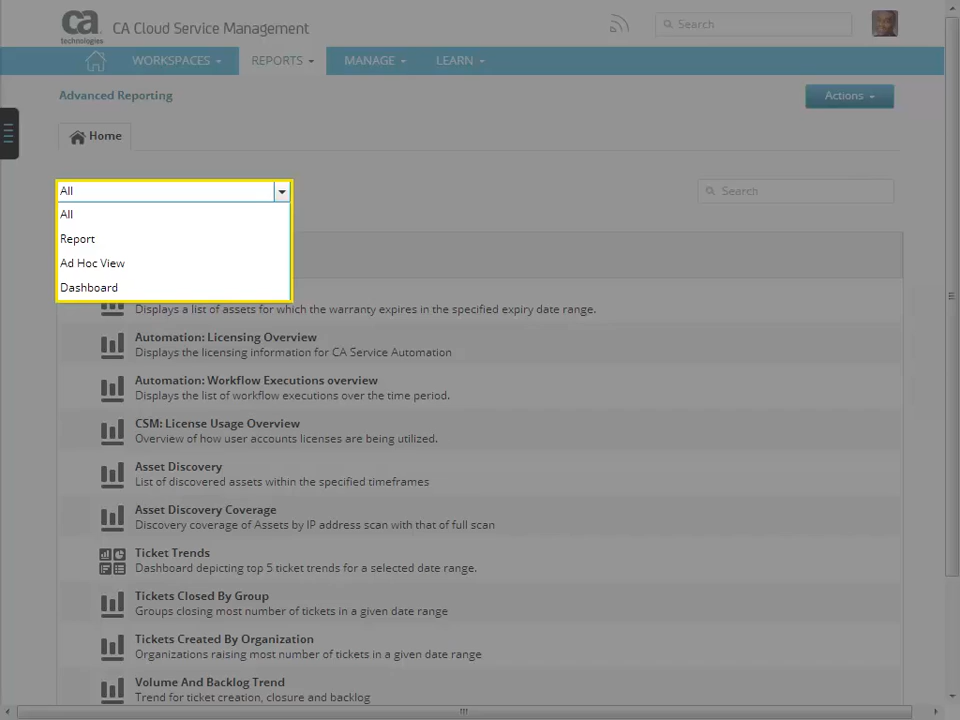 ca
technologies
CA Cloud Service Management
Search
WORKSPACES
REPORTS
MANAGE
LEARN
Advanced Reporting
Actions
Home
All
Search
All
Report
Ad Hoc View
Dashboard
Displays a list of assets for which the warranty expires in the specified expiry date range.
Automation: Licensing Overview
Displays the licensing information for CA Service Automation
Automation: Workflow Executions overview
Displays the list of workflow executions over the time period.
CSM: License Usage Overview
Overview of how user accounts licenses are being utilized.
Asset Discovery
List of discovered assets within the specified timeframes
Asset Discovery Coverage
Discovery coverage of Assets by IP address scan with that of full scan
Ticket Trends
Dashboard depicting top 5 ticket trends for a selected date range.
Tickets Closed By Group
Groups closing most number of tickets in a given date range
Tickets Created By Organization
Organizations raising most number of tickets in a given date range
Volume And Backlog Trend
Trend for ticket creation, closure and backlog